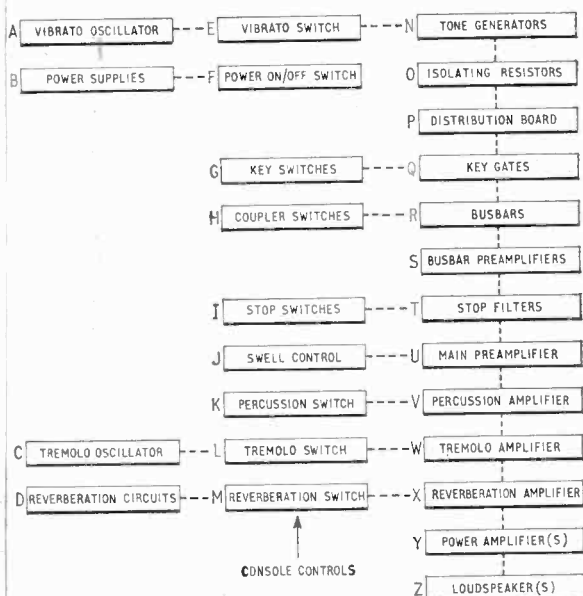 A VIBRATO OSCILLATOR E VIBRATO SWITCH N TONE GENERATORS
B POWER SUPPLIES F POWER ON/OFF SWITCH O ISOLATING RESISTORS
P DISTRIBUTION BOARD
G KEY SWITCHES Q KEY GATES
H COUPLER SWITCHES R BUSBARS
S BUSBAR PREAMPLIFIERS
I STOP SWITCHES T STOP FILTERS
J SWELL CONTROL U MAIN PREAMPLIFIER
K PERCUSSION SWITCH V PERCUSSION AMPLIFIER
C TREMOLO OSCILLATOR L TREMOLO SWITCH W TREMOLO AMPLIFIER
D REVERBERATION CIRCUITS M REVERBERATION SWITCH X REVERBERATION AMPLIFIER
Y POWER AMPLIFIER(S)
CONSOLE CONTROLS
Z LOUDSPEAKER(S)